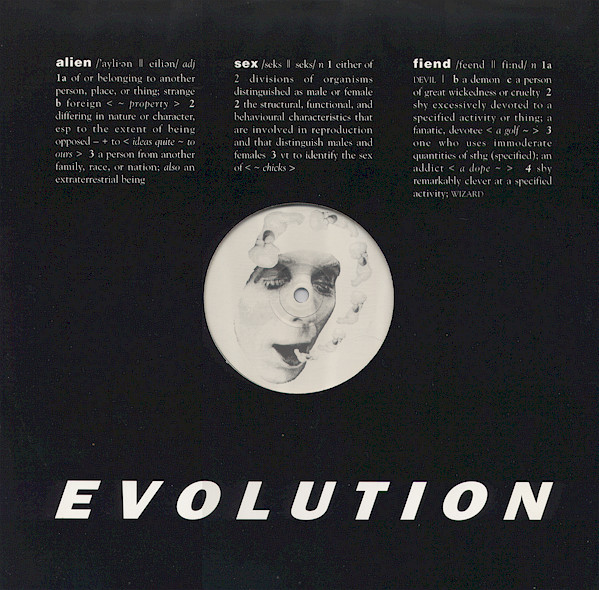 alien /'ayli·ən || eiliən/ adj
1a of or belonging to another
person, place, or thing; strange
b foreign < ~ property > 2
differing in nature or character,
esp to the extent of being
opposed – + to < ideas quite ~ to
ours > 3 a person from another
family, race, or nation; also an
extraterrestrial being
sex /seks || seks/ n 1 either of
2 divisions of organisms
distinguished as male or female
2 the structural, functional, and
behavioural characteristics that
are involved in reproduction
and that distinguish males and
females 3 vt to identify the sex
of < ~ chicks >
fiend /feend || fi:nd/ n 1a
DEVIL | b a demon c a person
of great wickedness or cruelty 2
sby excessively devoted to a
specified activity or thing; a
fanatic, devotee < a golf ~ > 3
one who uses immoderate
quantities of sthg (specified); an
addict < a dope ~ > 4 sby
remarkably clever at a specified
activity; WIZARD
EVOLUTION